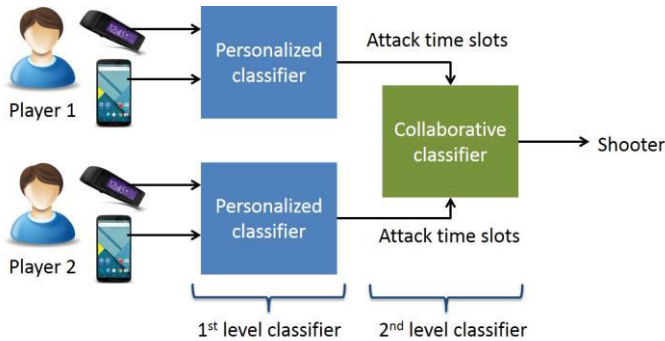 Personalized
classifier
Attack time slots
Player 1
Collaborative
classifier
Shooter
Personalized
classifier
Attack time slots
Player 2
1st level classifier
2nd level classifier